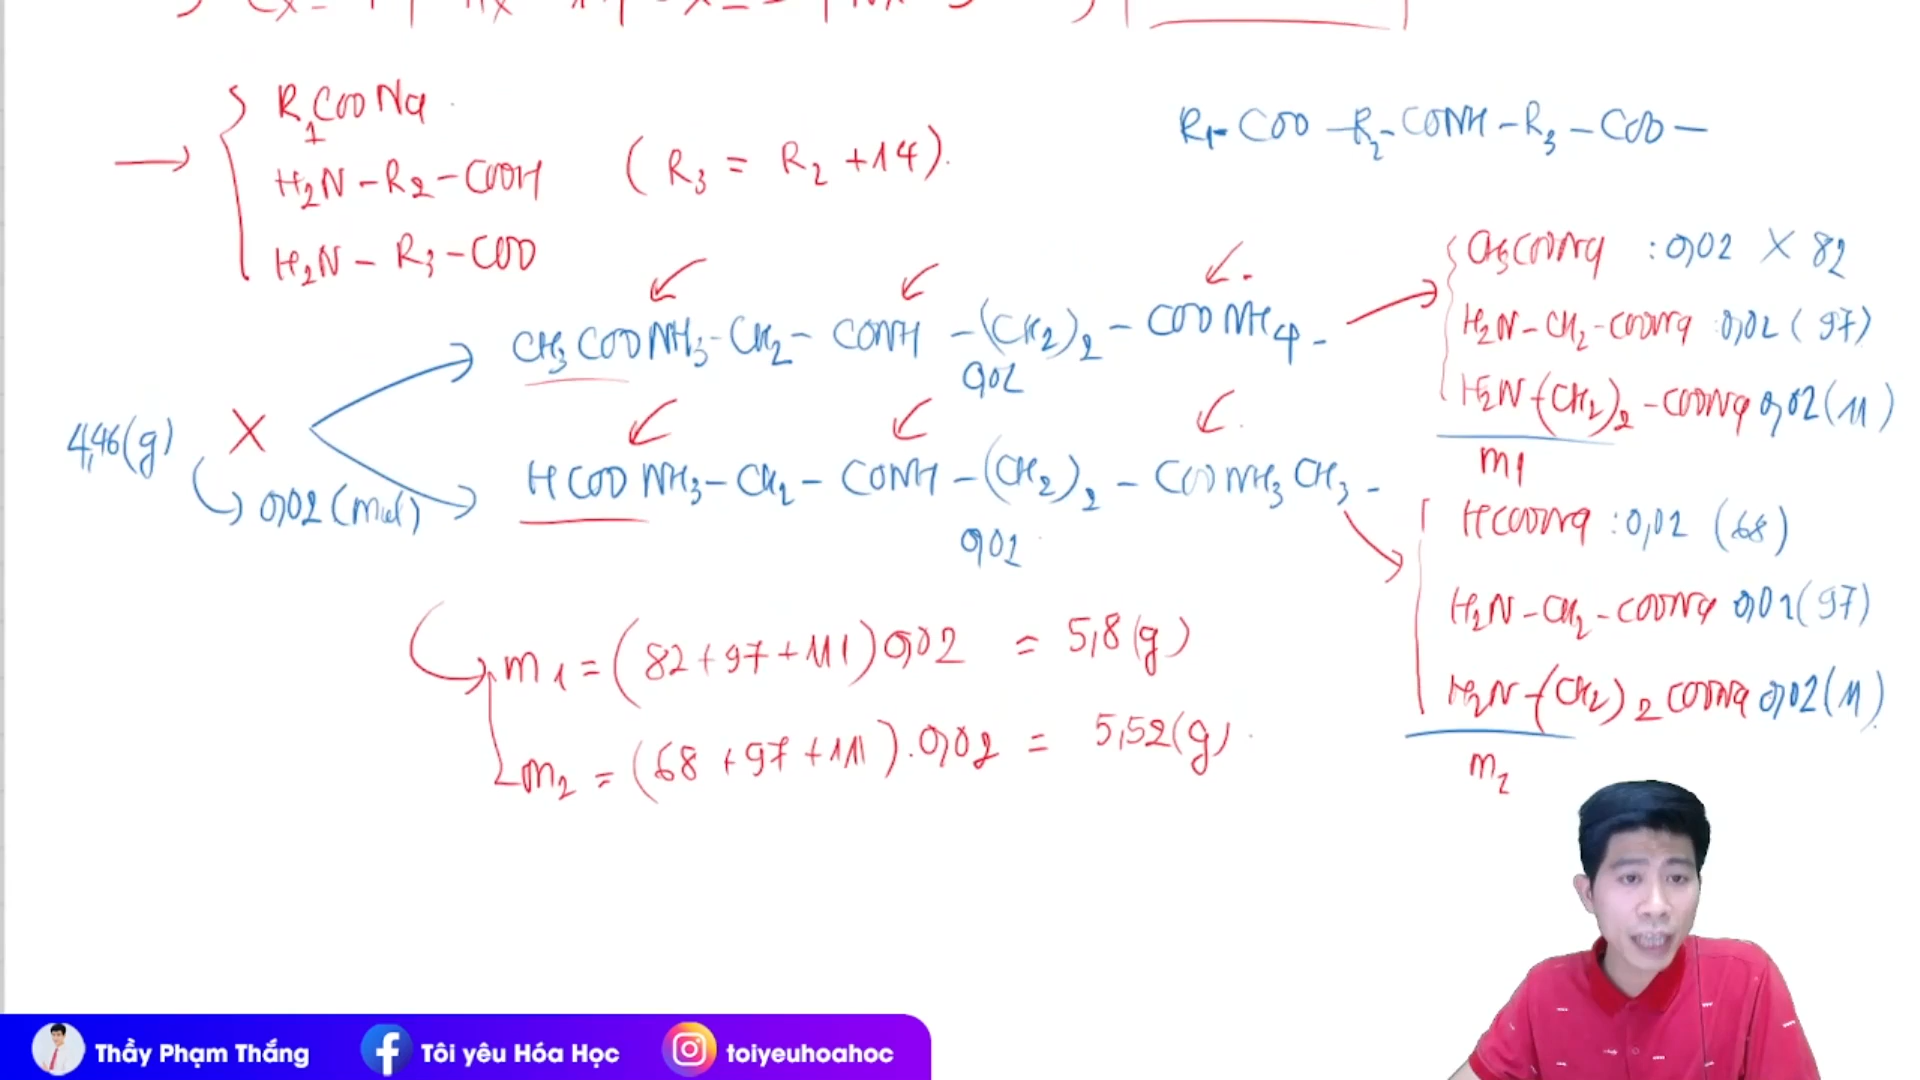 R₁COONa
H₂N-R₂-COOH (R₃ = R₂ +14).
H₂N - R₃-COO
R₁- COO -R₂-CONH-R₃-COO-
CH₃COONH₃-CH₂- CONH -(CH₂)₂ - COONH₄ -
0,02
4,46(g) X
0,02 (mol)
HCOONH₃-CH₂- CONH-(CH₂)₂ - COONH₃CH₃ -
0,02
CH₃COONa : 0,02 X 82
H₂N-CH₂-COONa 0,02 (97)
H₂N-(CH₂)₂-COONa 0,02(111)
m1
HCOONa : 0,02 (68)
H₂N-CH₂-COONa 0,02(97)
H₂N-(CH₂)₂COONa 0,02(111)
m₂
m₁ = (82+97+111)0,02 = 5,8(g)
m₂ = (68+97+111).0,02 = 5,52(g)
Thầy Phạm Thắng f Tôi yêu Hóa Học toiyeuhoahoc